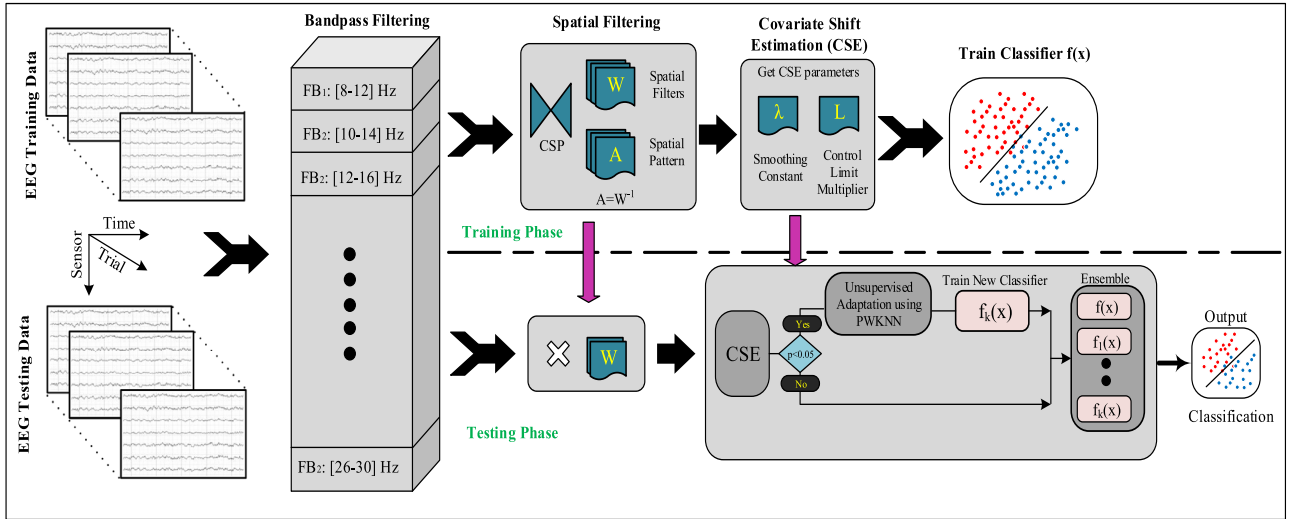 Bandpass Filtering
Spatial Filtering
Covariate Shift
Estimation (CSE)
Train Classifier f(x)
EEG Training Data
FB1: [8-12] Hz
FB2: [10-14] Hz
FB2: [12-16] Hz
CSP
W
Spatial
Filters
A
Spatial
Pattern
A=W⁻¹
Get CSE parameters
λ
L
Smoothing
Constant
Control
Limit
Multiplier
Time
Trial
Sensor
Training Phase
EEG Testing Data
FB2: [26-30] Hz
Testing Phase
W
CSE
Yes
p<0.05
No
Unsupervised
Adaptation using
PWKNN
Train New Classifier
fk(x)
Ensemble
f(x)
f1(x)
fk(x)
Output
Classification